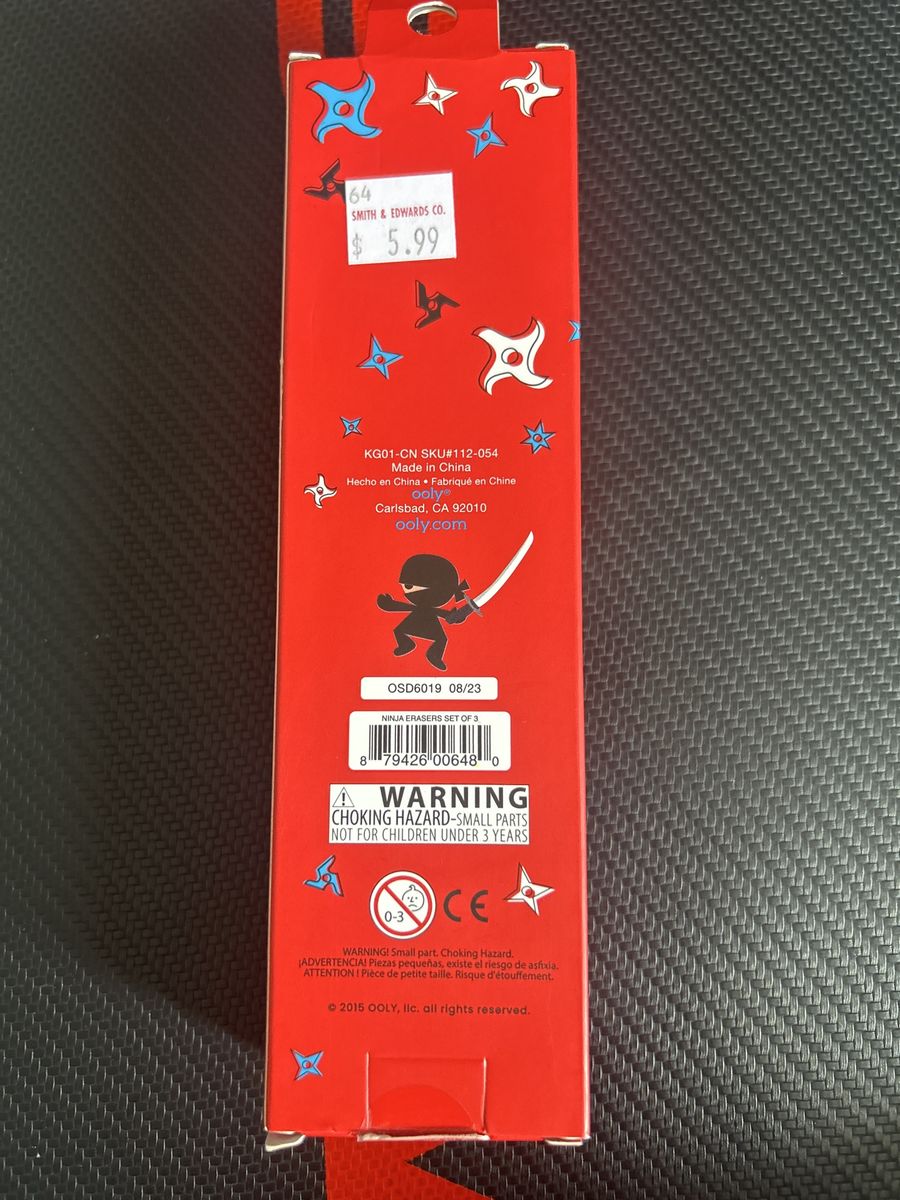 64
SMITH & EDWARDS CO.
$ 5.99
KG01-CN SKU#112-054
Made in China
Hecho en China • Fabriqué en Chine
ooly®
Carlsbad, CA 92010
ooly.com
OSD6019 08/23
NINJA ERASERS SET OF 3
8 79426 00648 0
WARNING
CHOKING HAZARD-SMALL PARTS
NOT FOR CHILDREN UNDER 3 YEARS
0-3 CE
WARNING! Small part. Choking Hazard.
¡ADVERTENCIA! Piezas pequeñas, existe el riesgo de asfixia.
ATTENTION ! Pièce de petite taille. Risque d'étouffement.
© 2015 OOLY, llc. all rights reserved.